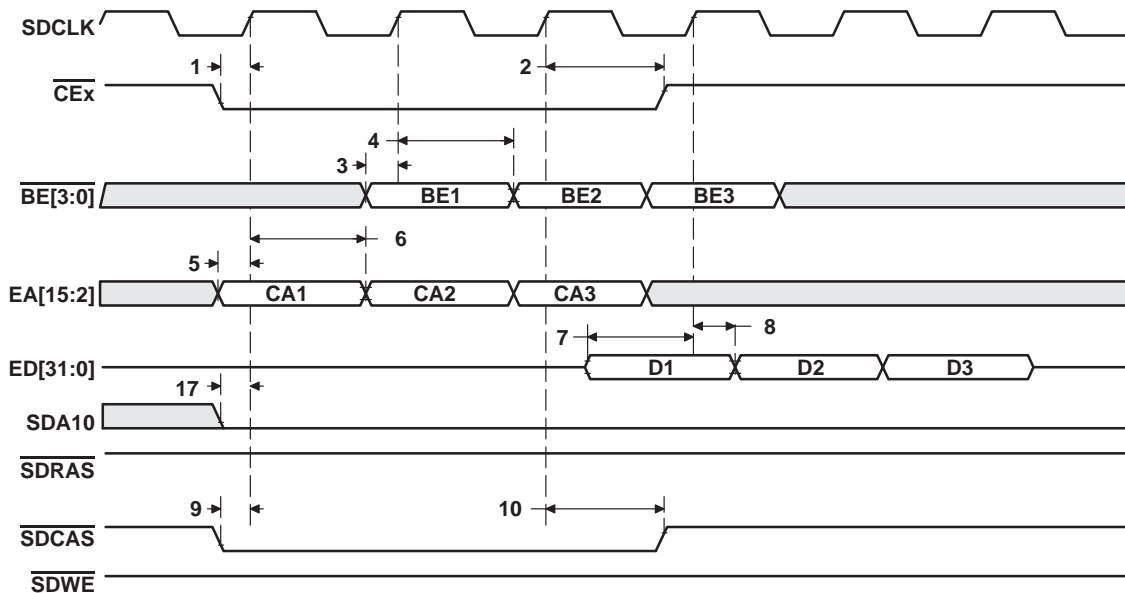 SDCLK
1
2
CEx
4
3
BE[3:0]
BE1
BE2
BE3
6
5
EA[15:2]
CA1
CA2
CA3
7
8
ED[31:0]
D1
D2
D3
17
SDA10
SDRAS
9
10
SDCAS
SDWE